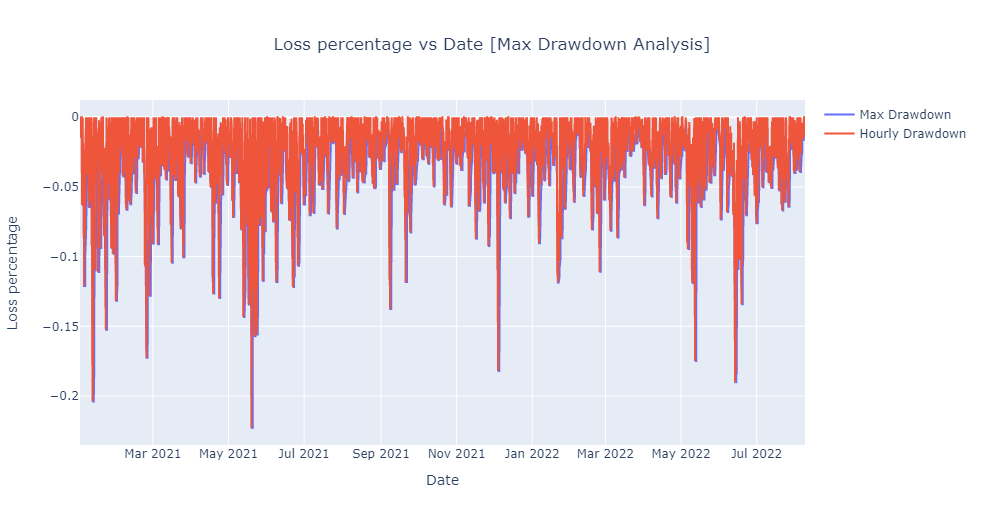 Loss percentage vs Date [Max Drawdown Analysis]
Max Drawdown
Hourly Drawdown
0
−0.05
−0.1
−0.15
−0.2
Loss percentage
Mar 2021
May 2021
Jul 2021
Sep 2021
Nov 2021
Jan 2022
Mar 2022
May 2022
Jul 2022
Date